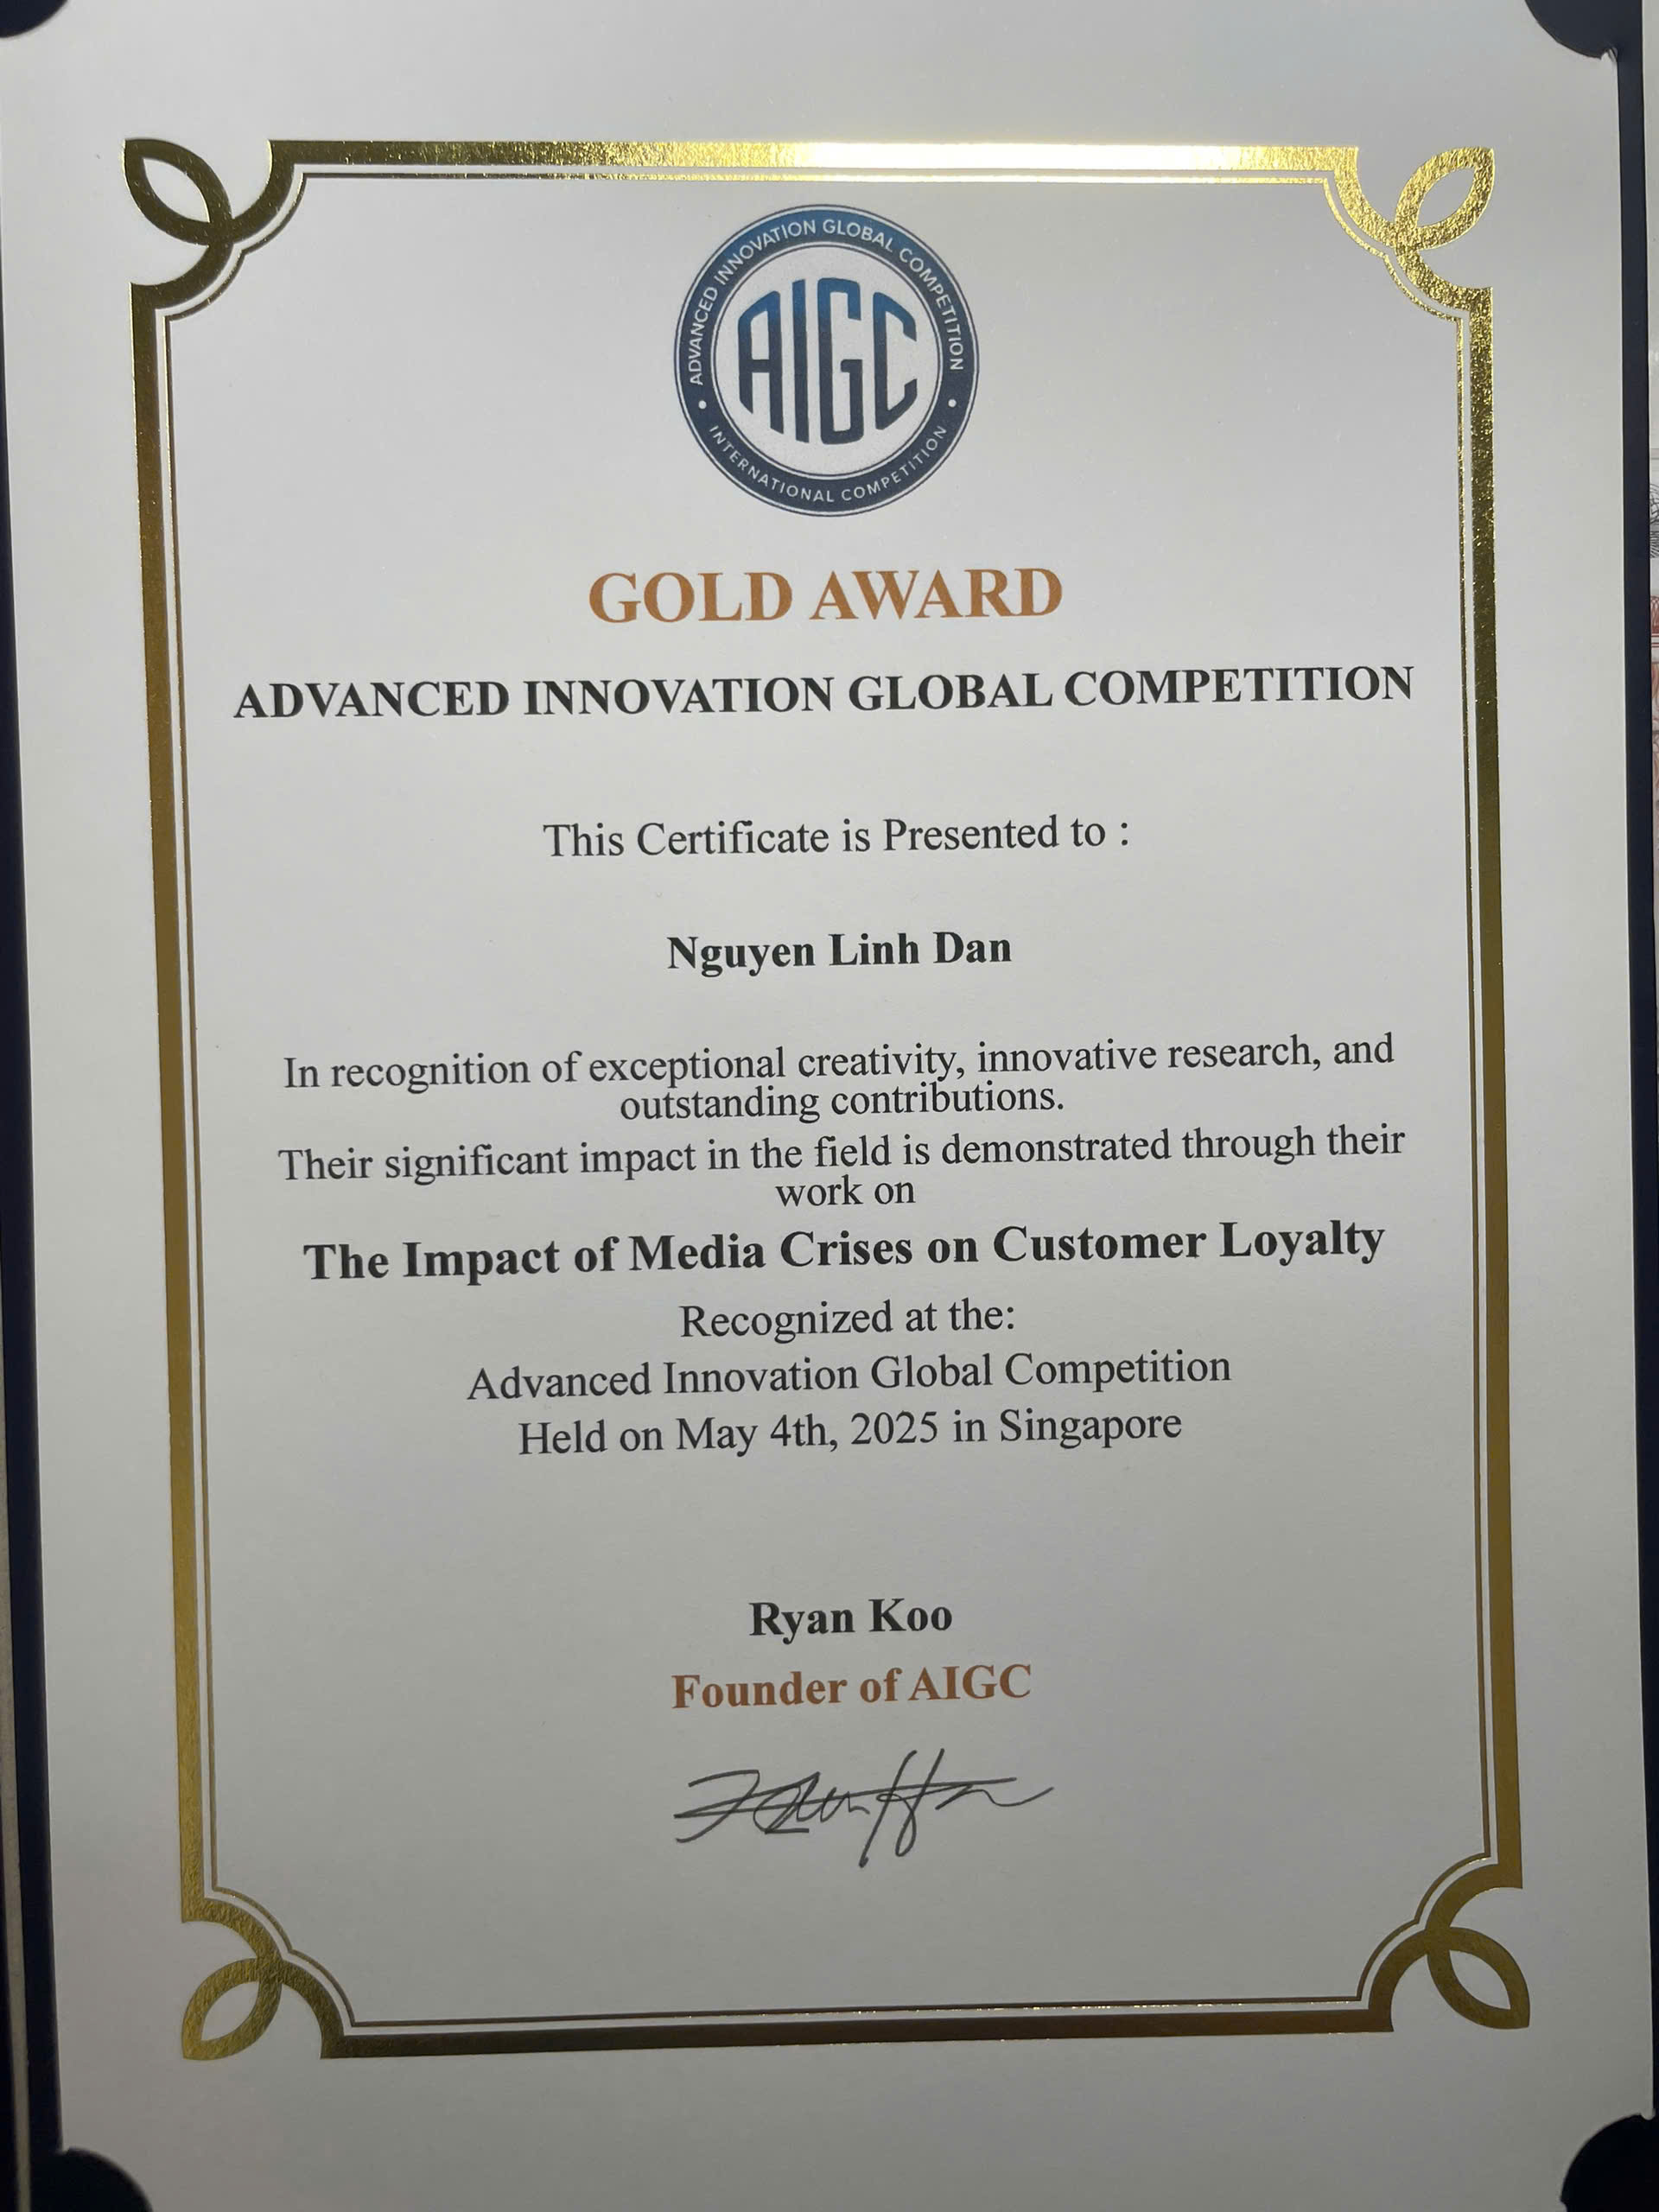 ADVANCED INNOVATION GLOBAL COMPETITION
AIGC
INTERNATIONAL COMPETITION
GOLD AWARD
ADVANCED INNOVATION GLOBAL COMPETITION
This Certificate is Presented to :
Nguyen Linh Dan
In recognition of exceptional creativity, innovative research, and
outstanding contributions.
Their significant impact in the field is demonstrated through their
work on
The Impact of Media Crises on Customer Loyalty
Recognized at the:
Advanced Innovation Global Competition
Held on May 4th, 2025 in Singapore
Ryan Koo
Founder of AIGC